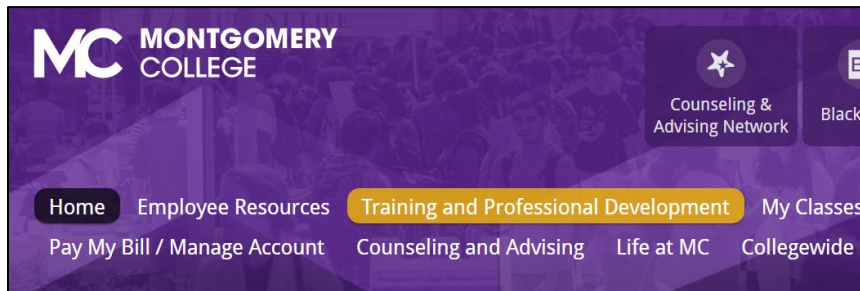 MC MONTGOMERY
COLLEGE
Counseling &
Advising Network
Black
Home Employee Resources Training and Professional Development My Classes
Pay My Bill / Manage Account Counseling and Advising Life at MC Collegewide